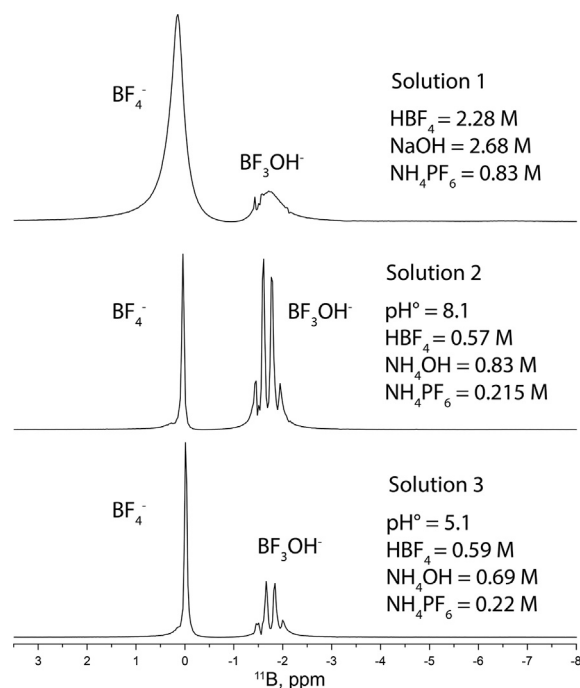 Solution 1
BF₄⁻
HBF₄ = 2.28 M
NaOH = 2.68 M
BF₃OH⁻
NH₄PF₆ = 0.83 M
Solution 2
BF₄⁻
BF₃OH⁻
pH° = 8.1
HBF₄ = 0.57 M
NH₄OH = 0.83 M
NH₄PF₆ = 0.215 M
Solution 3
BF₄⁻
pH° = 5.1
BF₃OH⁻
HBF₄ = 0.59 M
NH₄OH = 0.69 M
NH₄PF₆ = 0.22 M
3 2 1 0 -1 -2 -3 -4 -5 -6 -7 -8
¹¹B, ppm